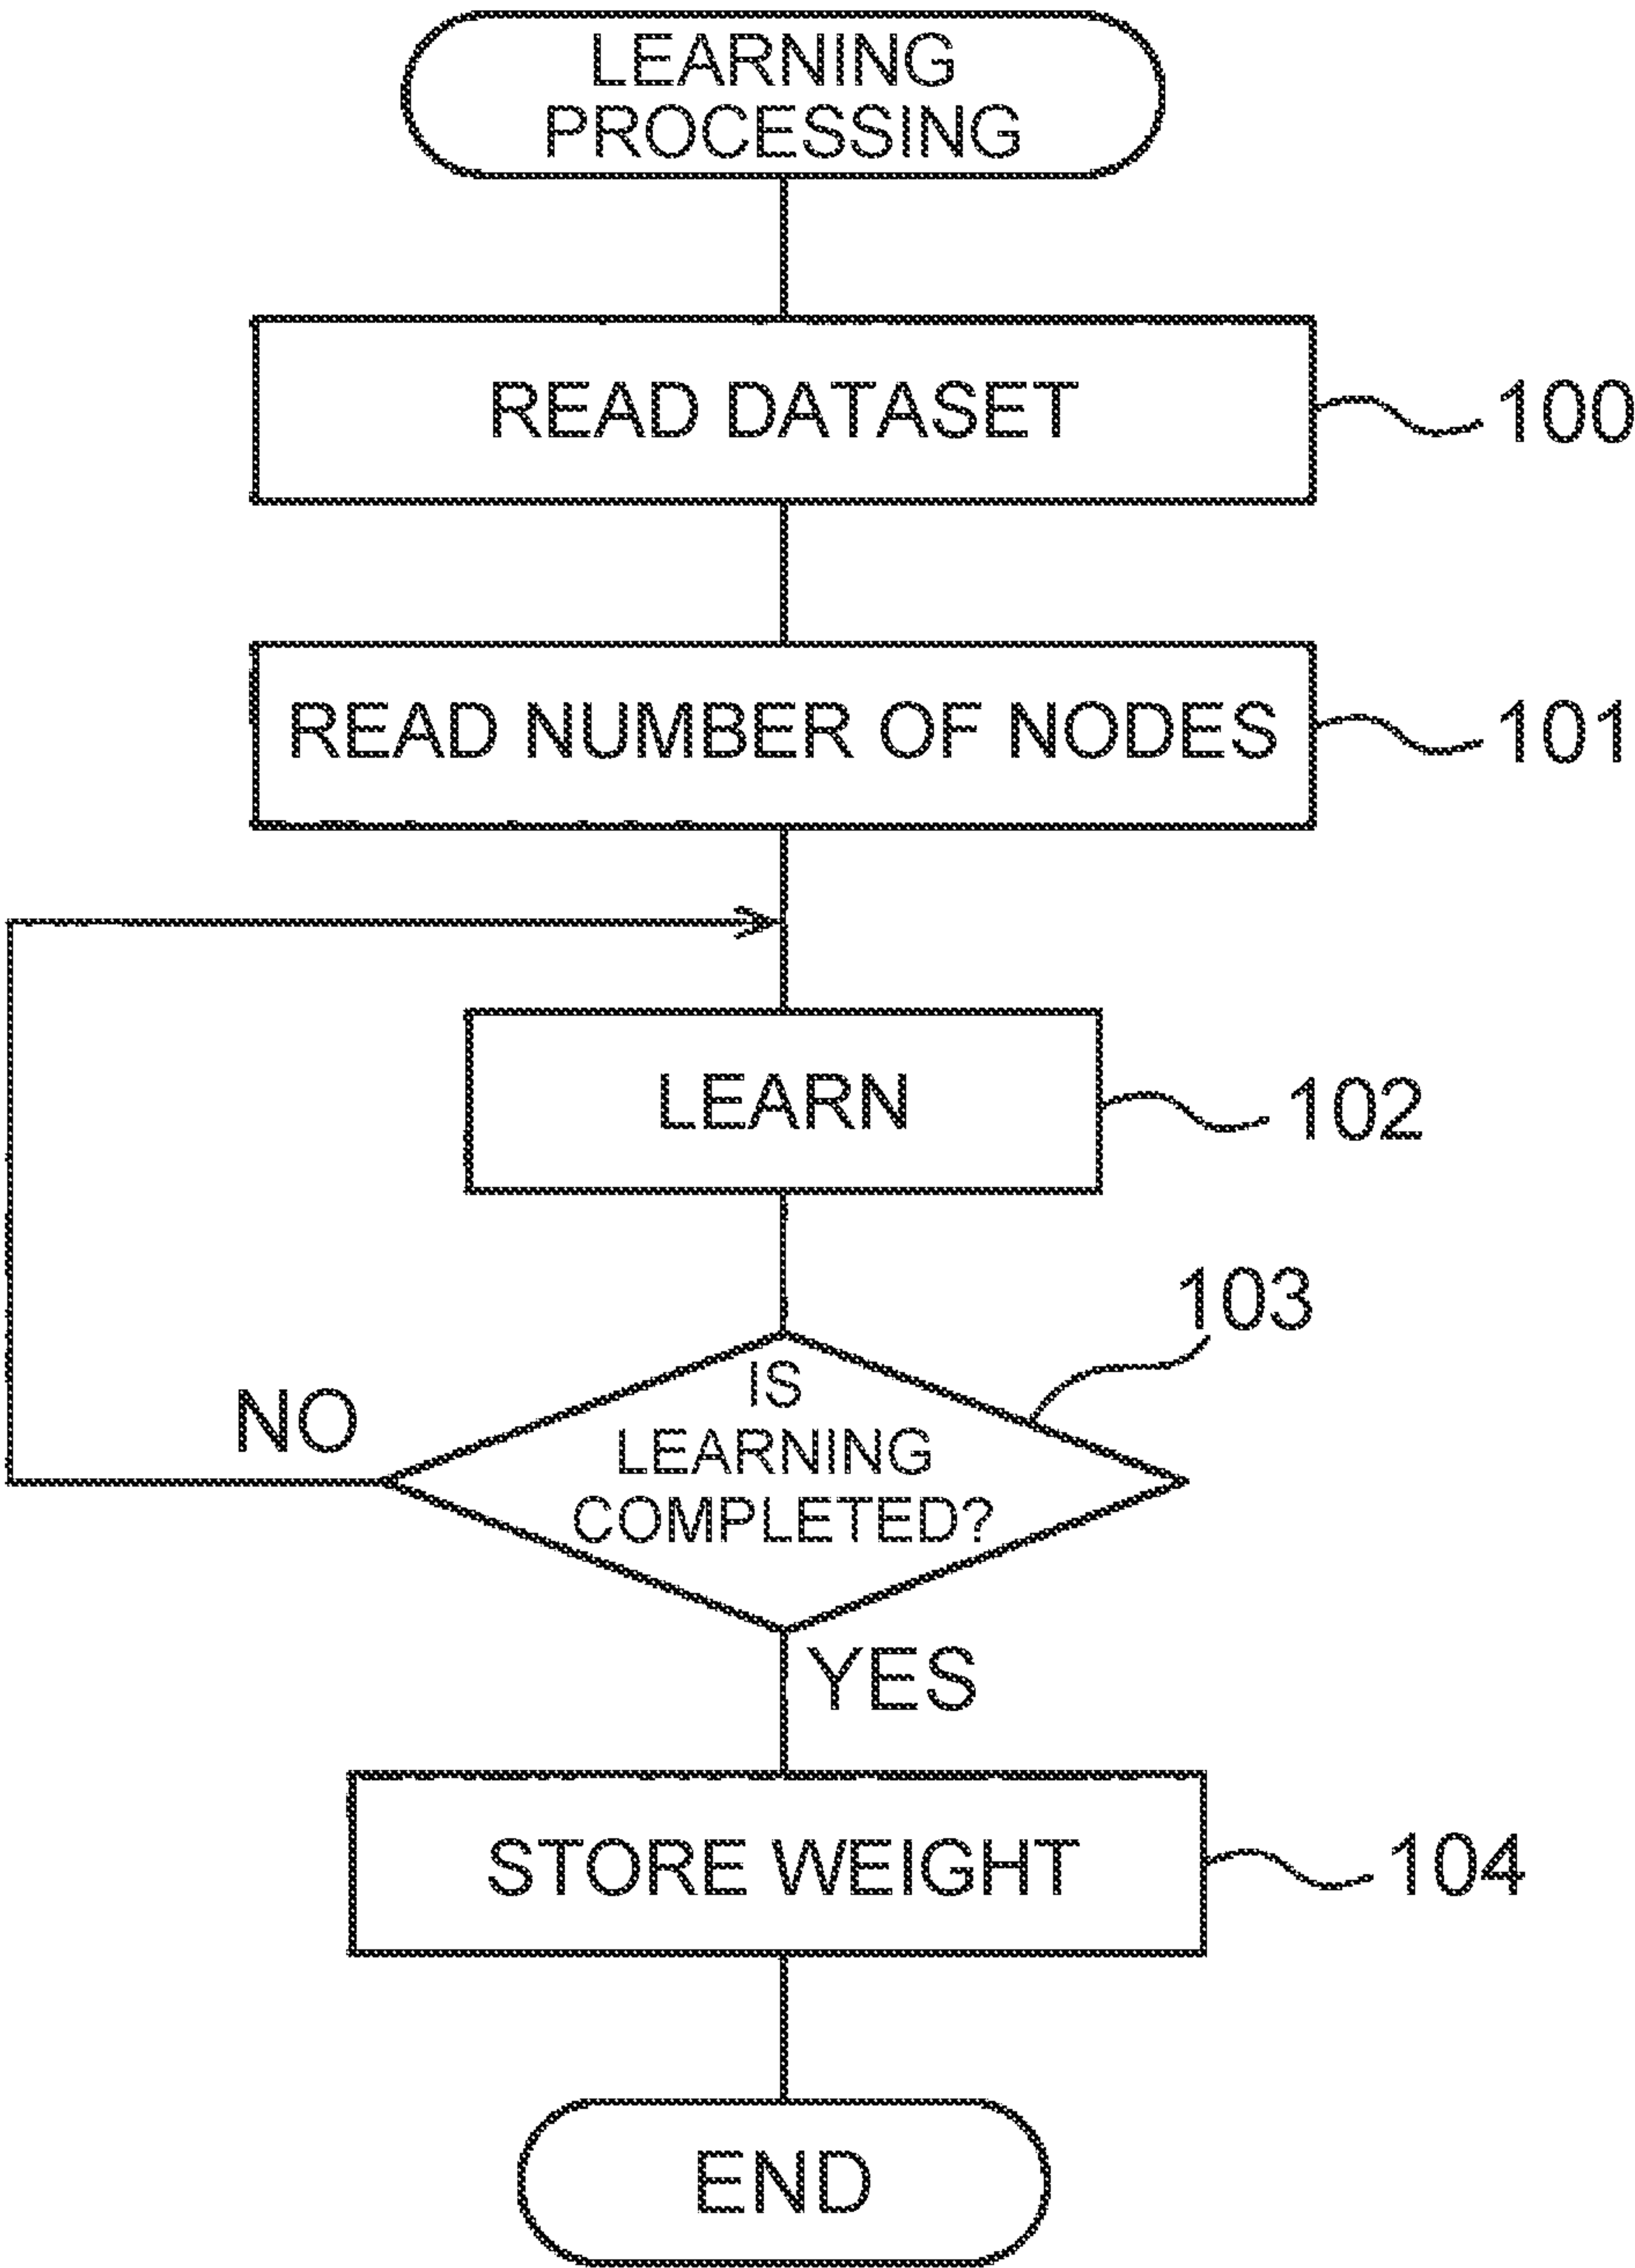 LEARNING
PROCESSING
READ DATASET
100
READ NUMBER OF NODES
101
LEARN
102
103
IS
LEARNING
COMPLETED?
NO
YES
STORE WEIGHT
104
END